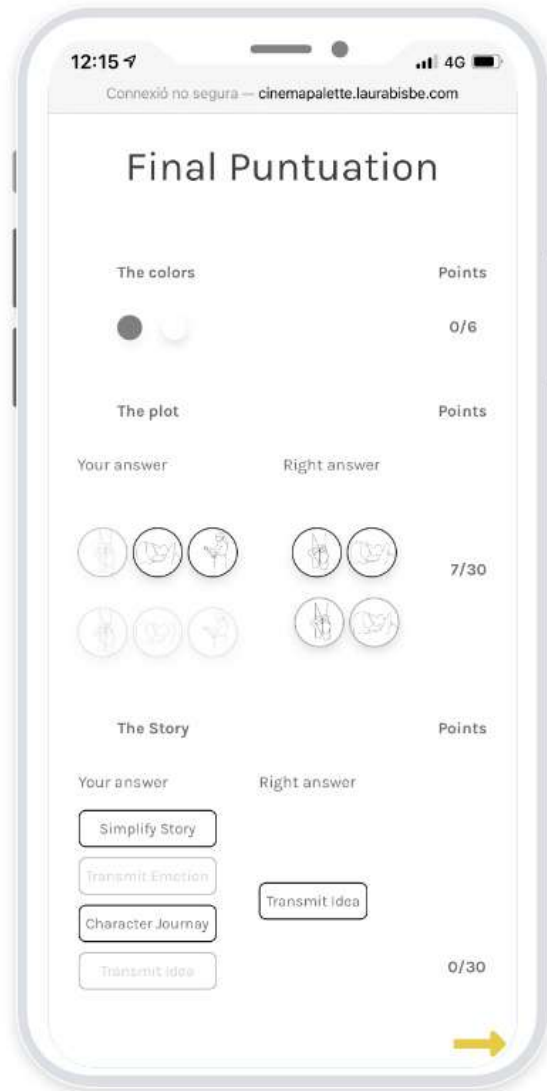 12:15
4G
Connexió no segura — cinemapalette.laurabisbe.com
Final Puntuation
The colors Points
0/6
The plot Points
Your answer Right answer
7/30
The Story Points
Your answer Right answer
Simplify Story
Transmit Emotion
Transmit Idea
Character Journay
Transmit Idea
0/30